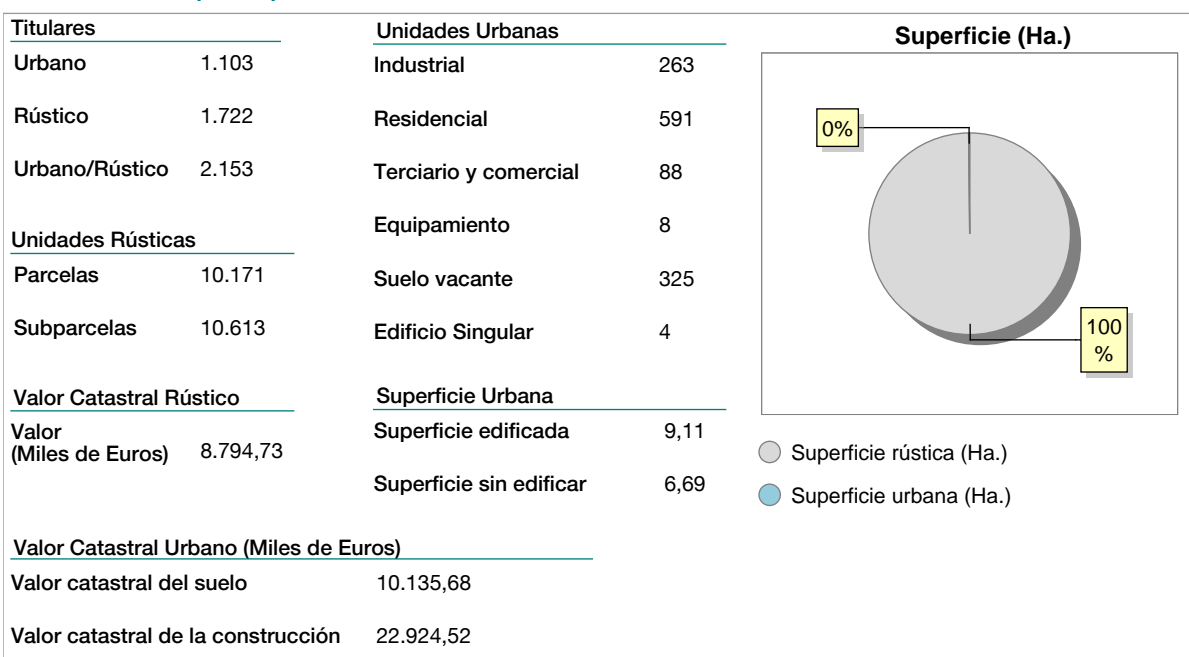 Titulares
Urbano 1.103
Rústico 1.722
Urbano/Rústico 2.153
Unidades Rústicas
Parcelas 10.171
Subparcelas 10.613
Valor Catastral Rústico
Valor
(Miles de Euros) 8.794,73
Unidades Urbanas
Industrial 263
Residencial 591
Terciario y comercial 88
Equipamiento 8
Suelo vacante 325
Edificio Singular 4
Superficie Urbana
Superficie edificada 9,11
Superficie sin edificar 6,69
Valor Catastral Urbano (Miles de Euros)
Valor catastral del suelo 10.135,68
Valor catastral de la construcción 22.924,52
Superficie (Ha.)
0%
100
%
Superficie rústica (Ha.)
Superficie urbana (Ha.)